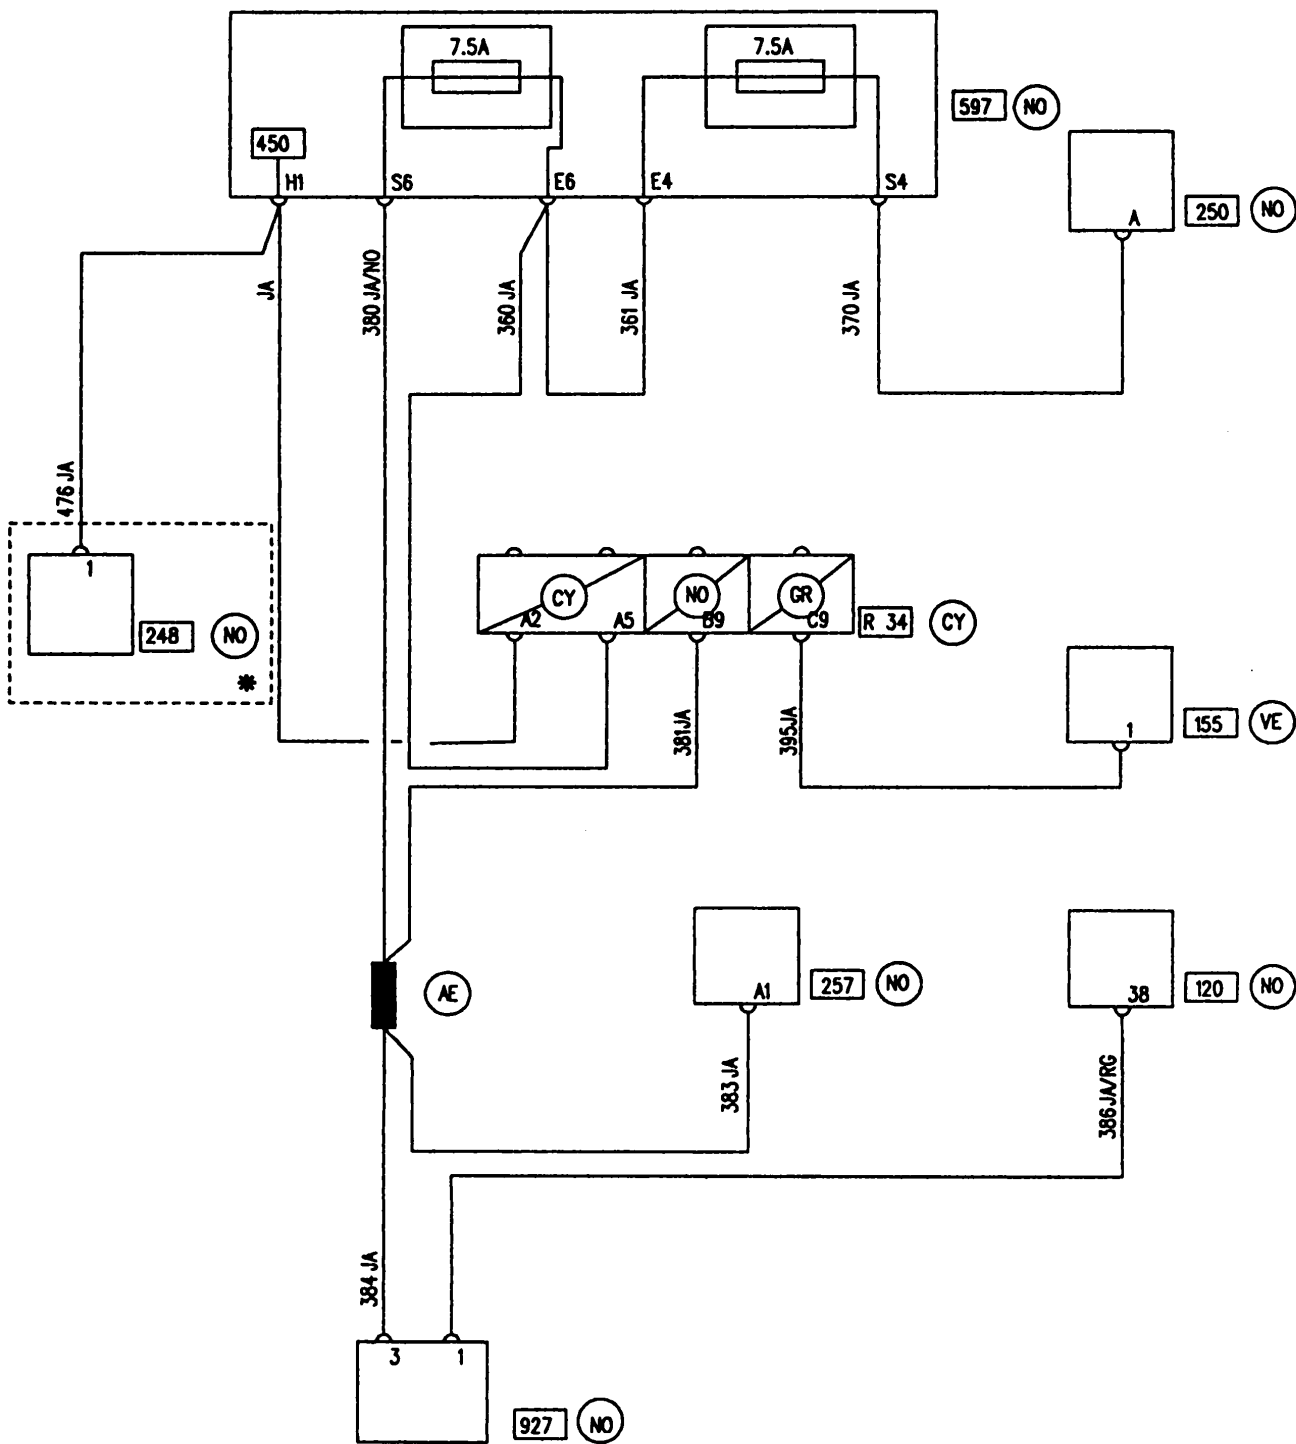 7.5A
7.5A
597 NO
450
H1
S6
E6
E4
S4
250 NO
A
JA
380 JA/NO
360 JA
361 JA
370 JA
476 JA
1
248 NO
*
CY
NO
GR
A2
A5
B9
C9
R 34 CY
381JA
395JA
1
155 VE
AE
A1
257 NO
38
120 NO
383 JA
386 JA/RG
384 JA
3
1
927 NO